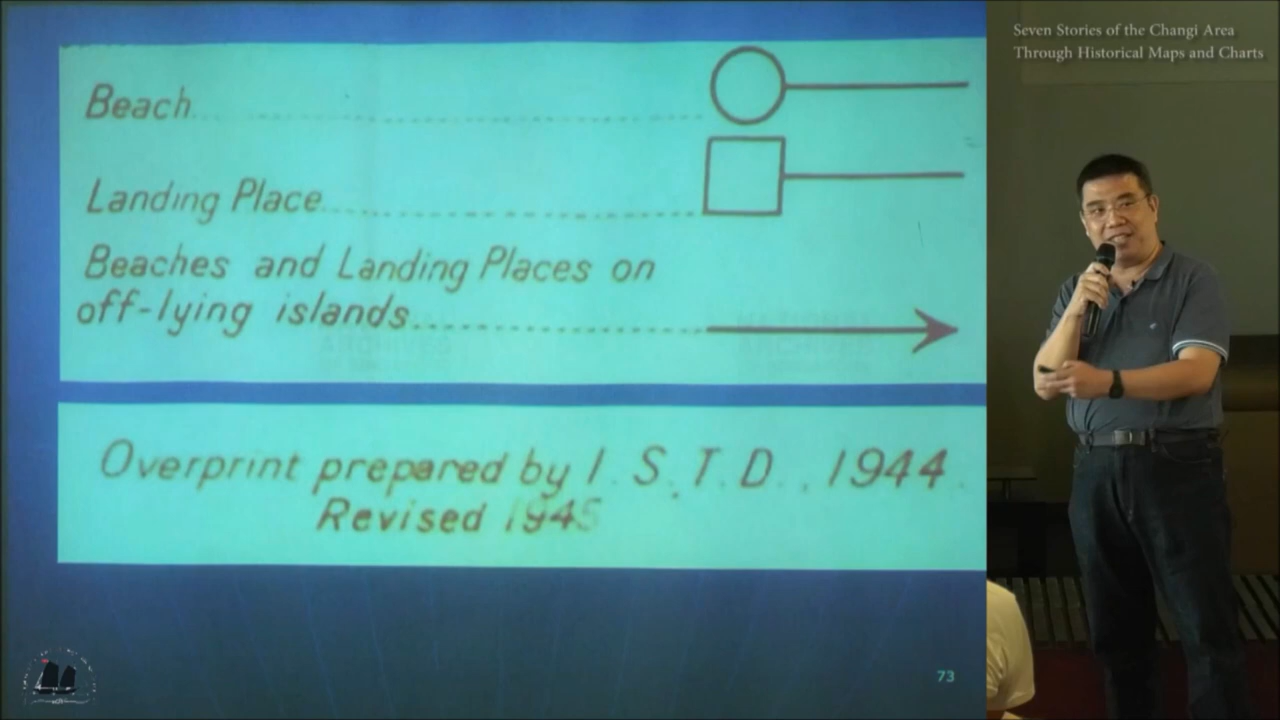 Seven Stories of the Changi Area
Through Historical Maps and Charts
Beach
Landing Place
Beaches and Landing Places on
off-lying islands
Overprint prepared by I. S. T. D., 1944
Revised 1945
73